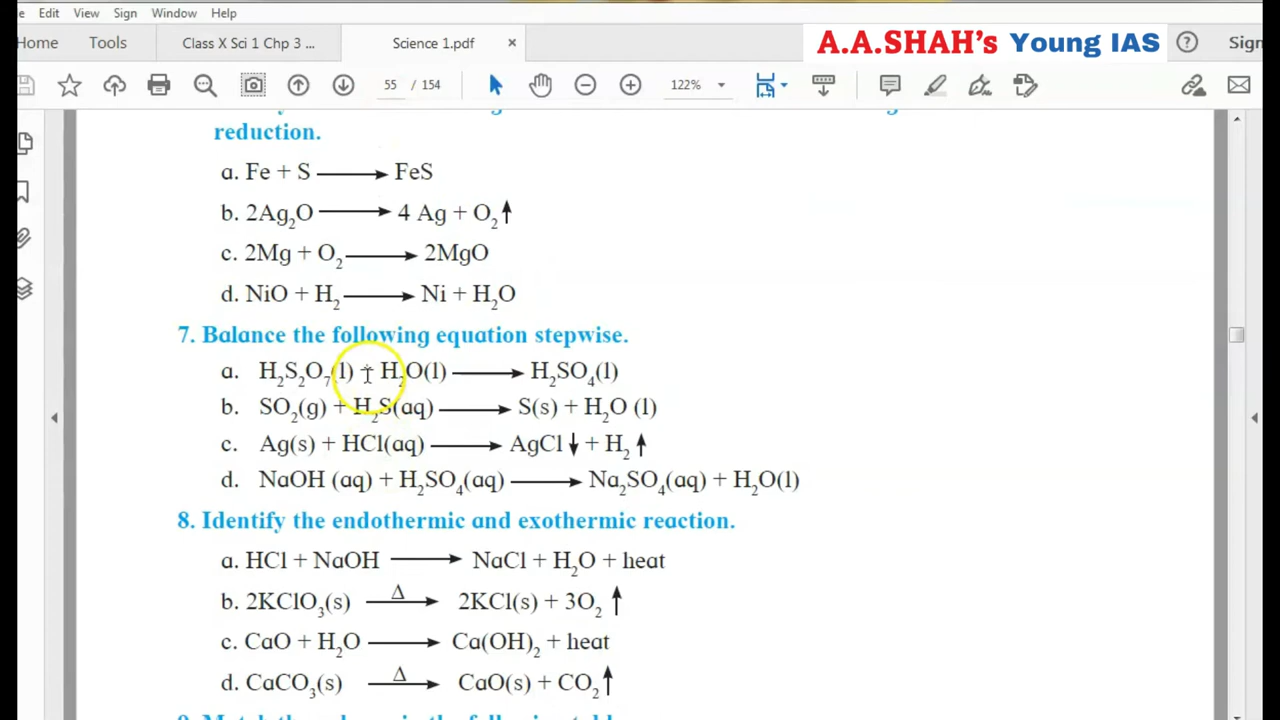 Edit View Sign Window Help
Home Tools Class X Sci 1 Chp 3 ... Science 1.pdf × A.A.SHAH's Young IAS ? Sign
55 / 154 122%
reduction.
a. Fe + S ⟶ FeS
b. 2Ag₂O ⟶ 4 Ag + O₂↑
c. 2Mg + O₂ ⟶ 2MgO
d. NiO + H₂ ⟶ Ni + H₂O
7. Balance the following equation stepwise.
a. H₂S₂O₇(l) + H₂O(l) ⟶ H₂SO₄(l)
b. SO₂(g) + H₂S(aq) ⟶ S(s) + H₂O (l)
c. Ag(s) + HCl(aq) ⟶ AgCl↓ + H₂↑
d. NaOH (aq) + H₂SO₄(aq) ⟶ Na₂SO₄(aq) + H₂O(l)
8. Identify the endothermic and exothermic reaction.
a. HCl + NaOH ⟶ NaCl + H₂O + heat
b. 2KClO₃(s) —Δ→ 2KCl(s) + 3O₂ ↑
c. CaO + H₂O ⟶ Ca(OH)₂ + heat
d. CaCO₃(s) —Δ→ CaO(s) + CO₂↑